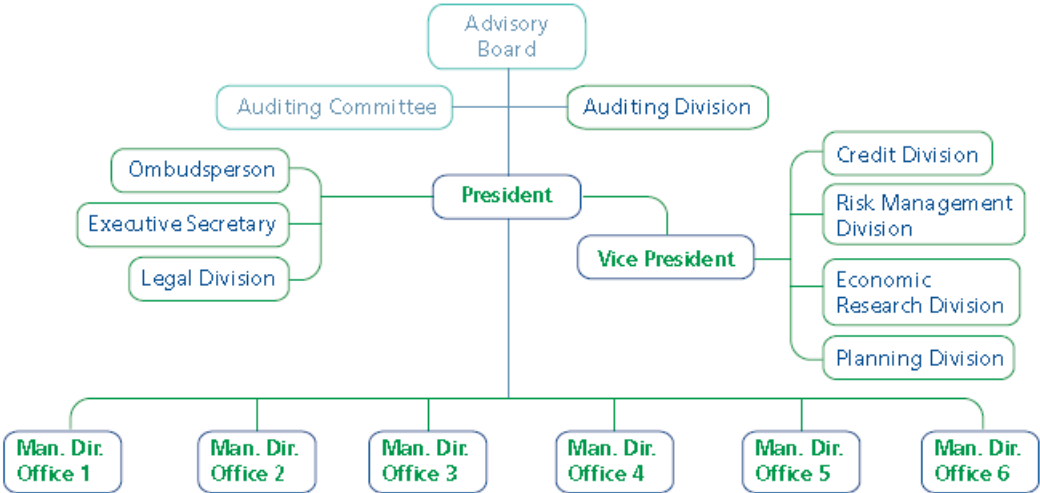 Advisory
Board
Auditing Committee
Auditing Division
Ombudsperson
Executive Secretary
Legal Division
President
Vice President
Credit Division
Risk Management
Division
Economic
Research Division
Planning Division
Man. Dir.
Office 1
Man. Dir.
Office 2
Man. Dir.
Office 3
Man. Dir.
Office 4
Man. Dir.
Office 5
Man. Dir.
Office 6